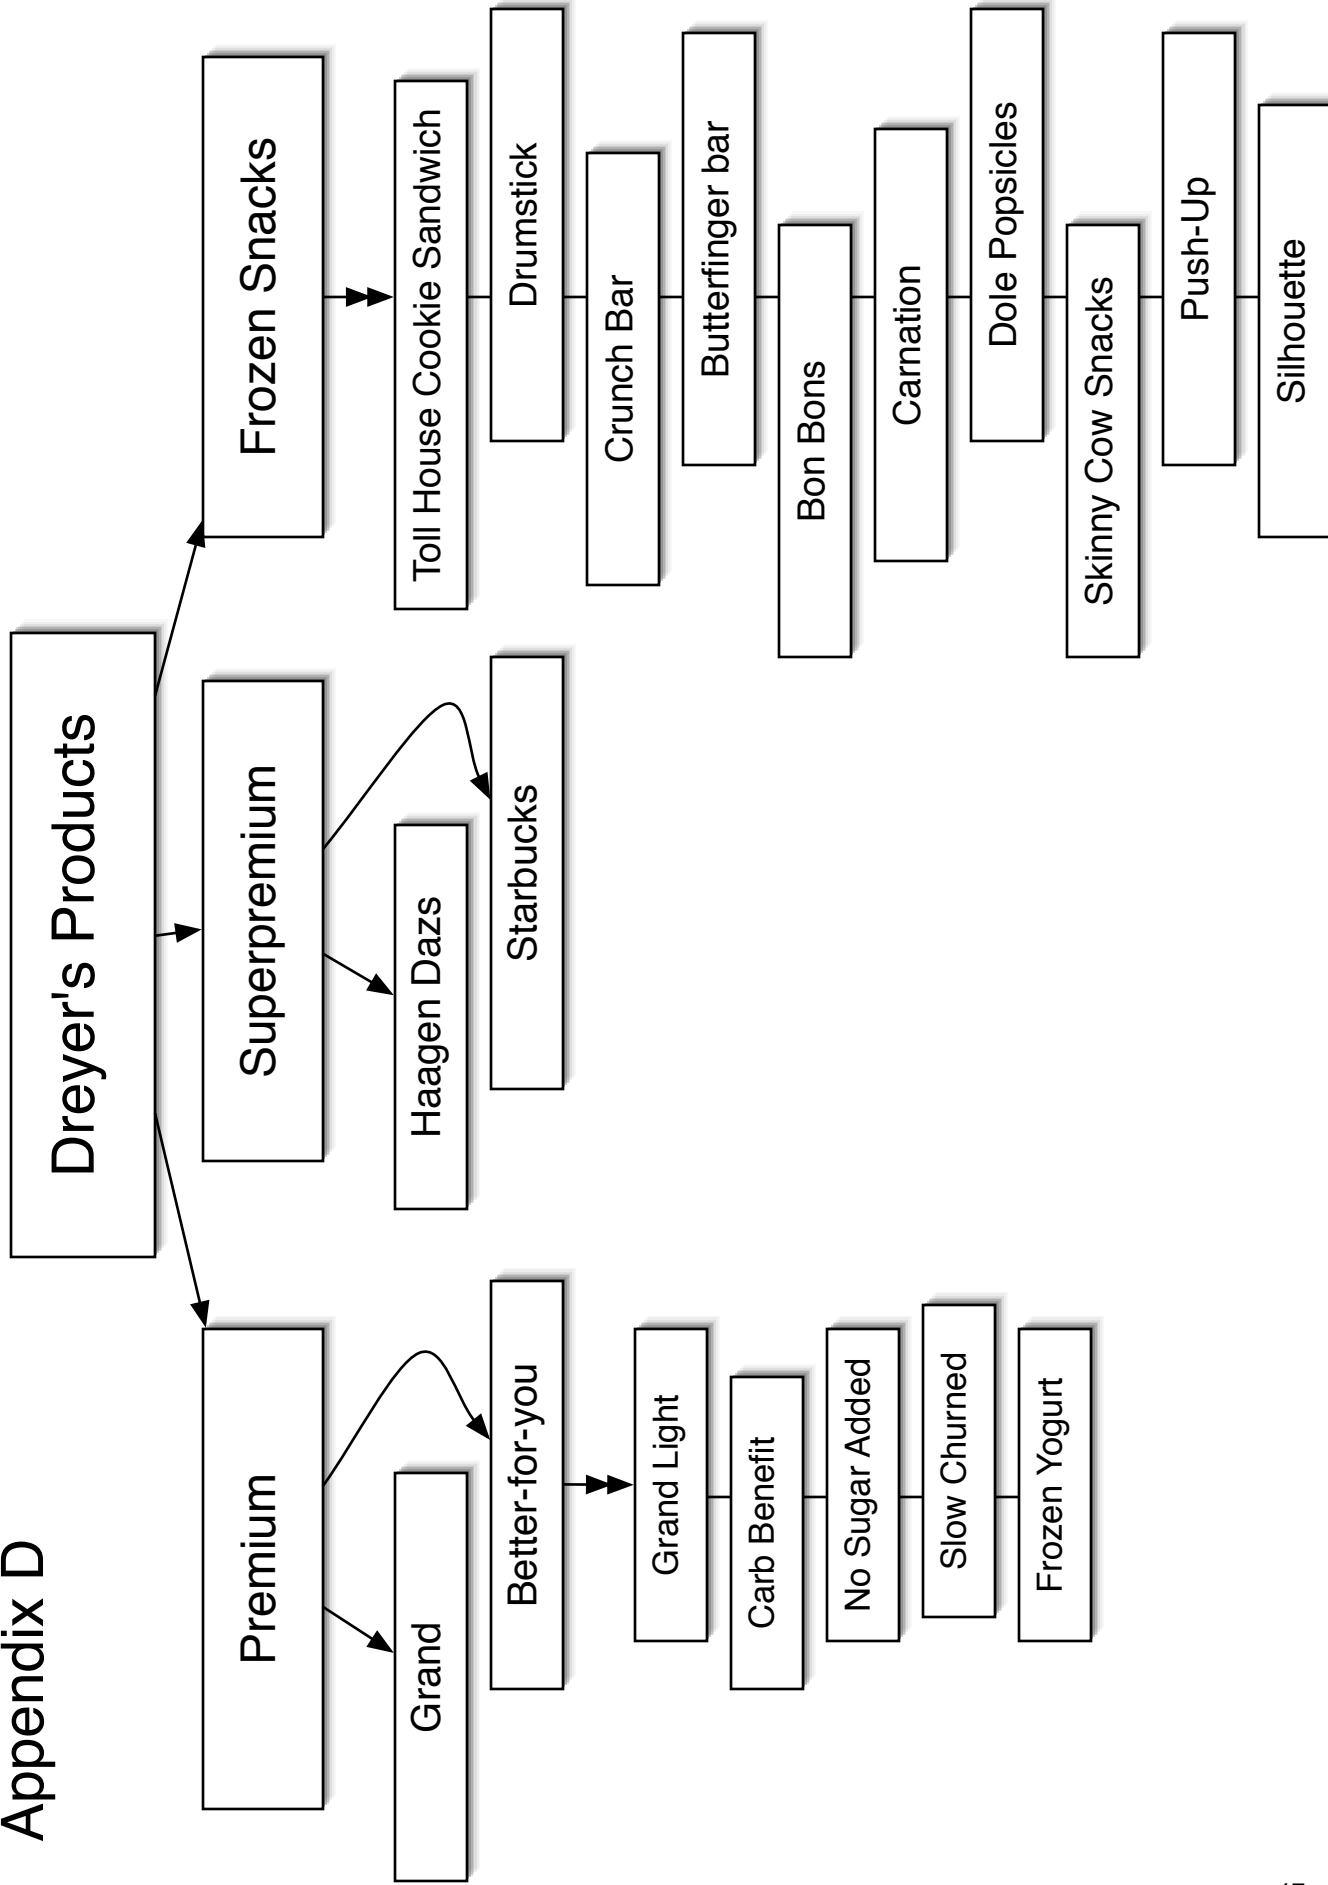 Appendix D
Dreyer's Products
Premium
Superpremium
Frozen Snacks
Grand
Better-for-you
Grand Light
Carb Benefit
No Sugar Added
Slow Churned
Frozen Yogurt
Haagen Dazs
Starbucks
Toll House Cookie Sandwich
Drumstick
Crunch Bar
Butterfinger bar
Bon Bons
Carnation
Dole Popsicles
Skinny Cow Snacks
Push-Up
Silhouette